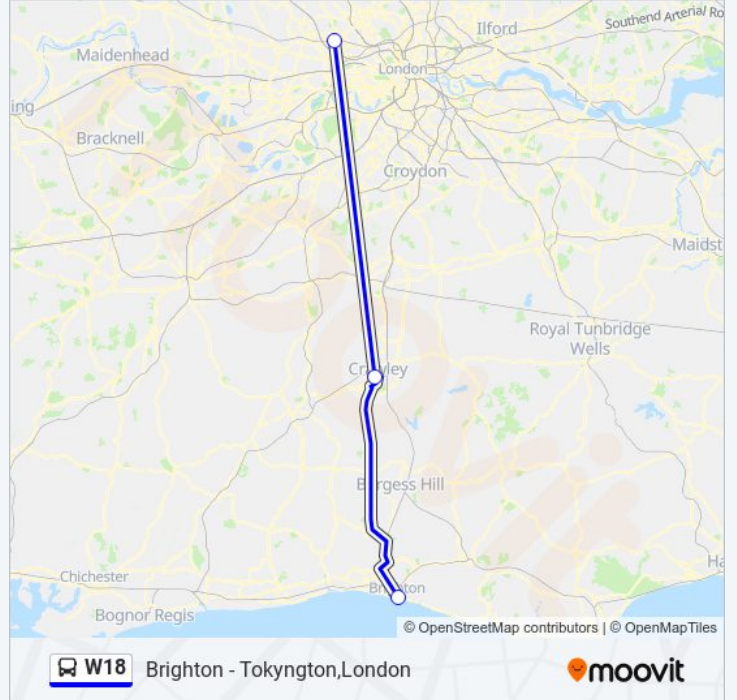 Ilford
Southend Arterial Ro
Maidenhead
London
ing
Bracknell
Croydon
Maidst
Royal Tunbridge
Wells
Crawley
Burgess Hill
Chichester
Brighton
Ha
Bognor Regis
© OpenStreetMap contributors | © OpenMapTiles
W18 Brighton - Tokyngton,London
moovit